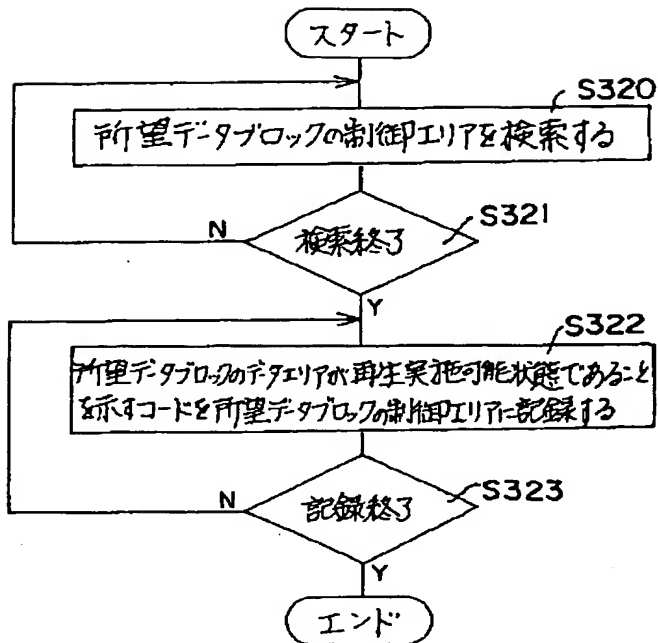 スタート
S320
所望データブロックの制御エリアを検索する
S321
検索終了
N
Y
S322
所望データブロックのデータエリアが再生実施可能状態であること
を示すコードを所望データブロックの制御エリアに記録する
S323
記録終了
N
Y
エンド